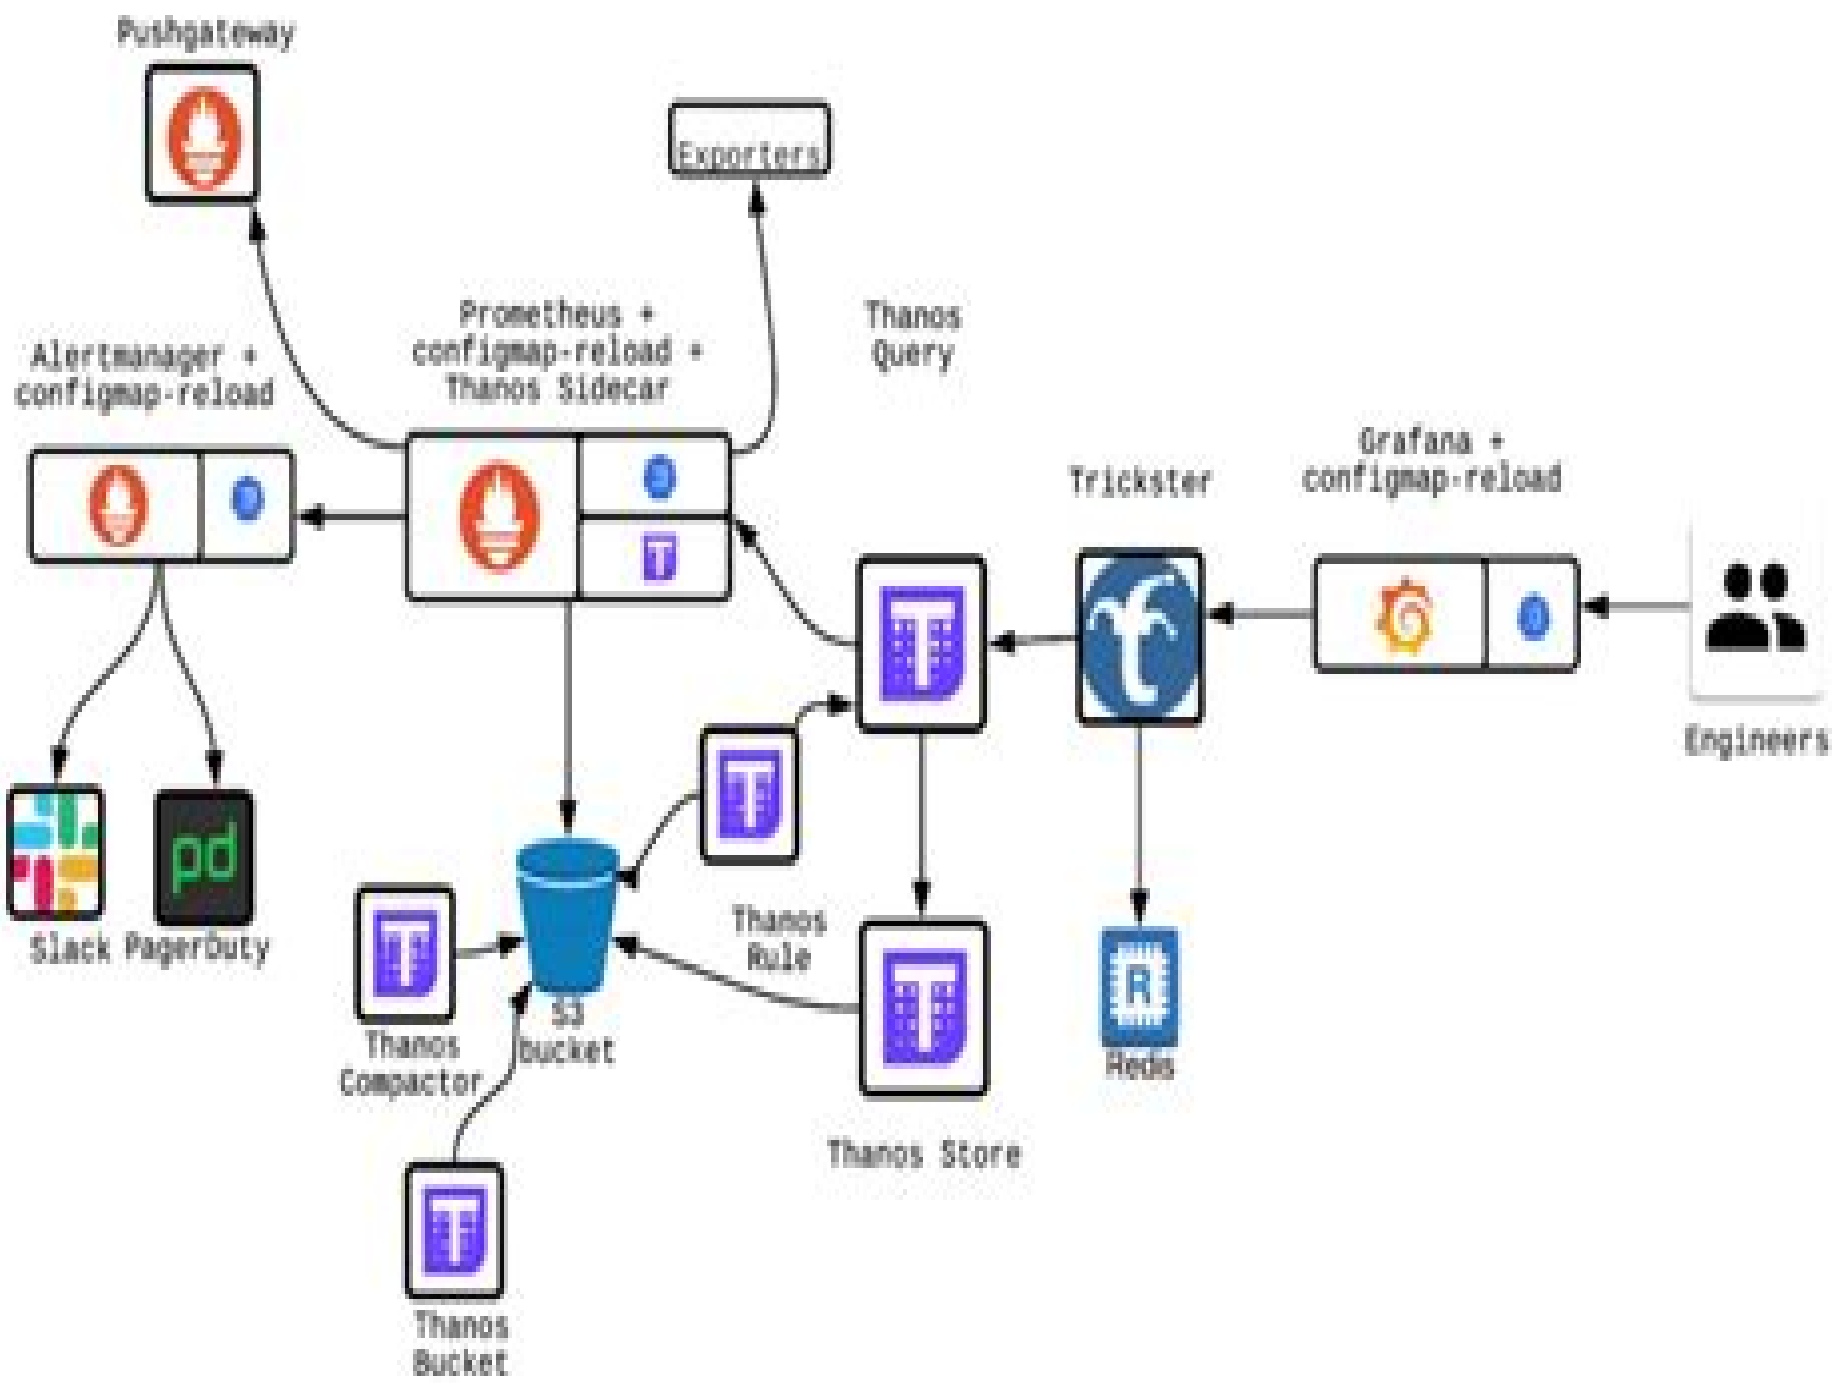 Pushgateway
Exporters
Prometheus +
configmap-reload +
Thanos Sidecar
Thanos
Query
Alertmanager +
configmap-reload
Grafana +
configmap-reload
Trickster
Engineers
pd
Slack
PagerDuty
Thanos
Rule
S3
bucket
Thanos
Compactor
R
Redis
Thanos Store
Thanos
Bucket